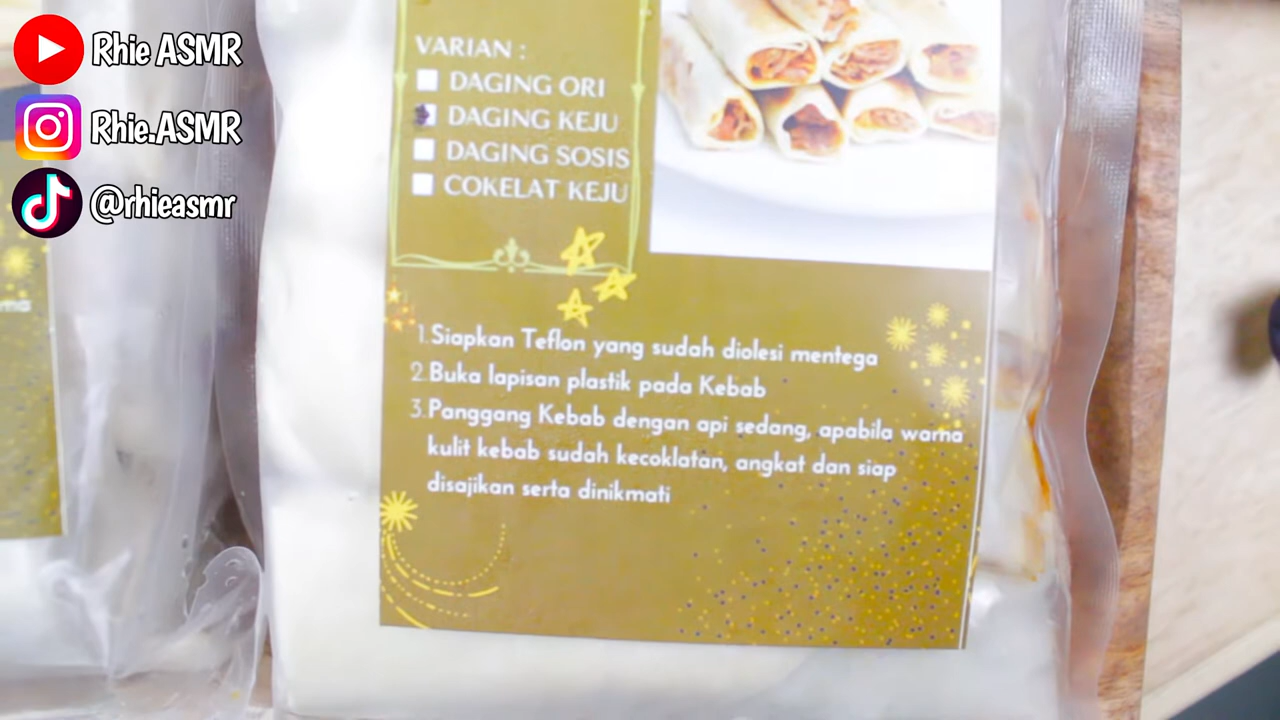 Rhie ASMR
Rhie.ASMR
@rhieasmr
VARIAN :
DAGING ORI
DAGING KEJU
DAGING SOSIS
COKELAT KEJU
1. Siapkan Teflon yang sudah diolesi mentega
2. Buka lapisan plastik pada Kebab
3. Panggang Kebab dengan api sedang, apabila warna
kulit kebab sudah kecoklatan, angkat dan siap
disajikan serta dinikmati